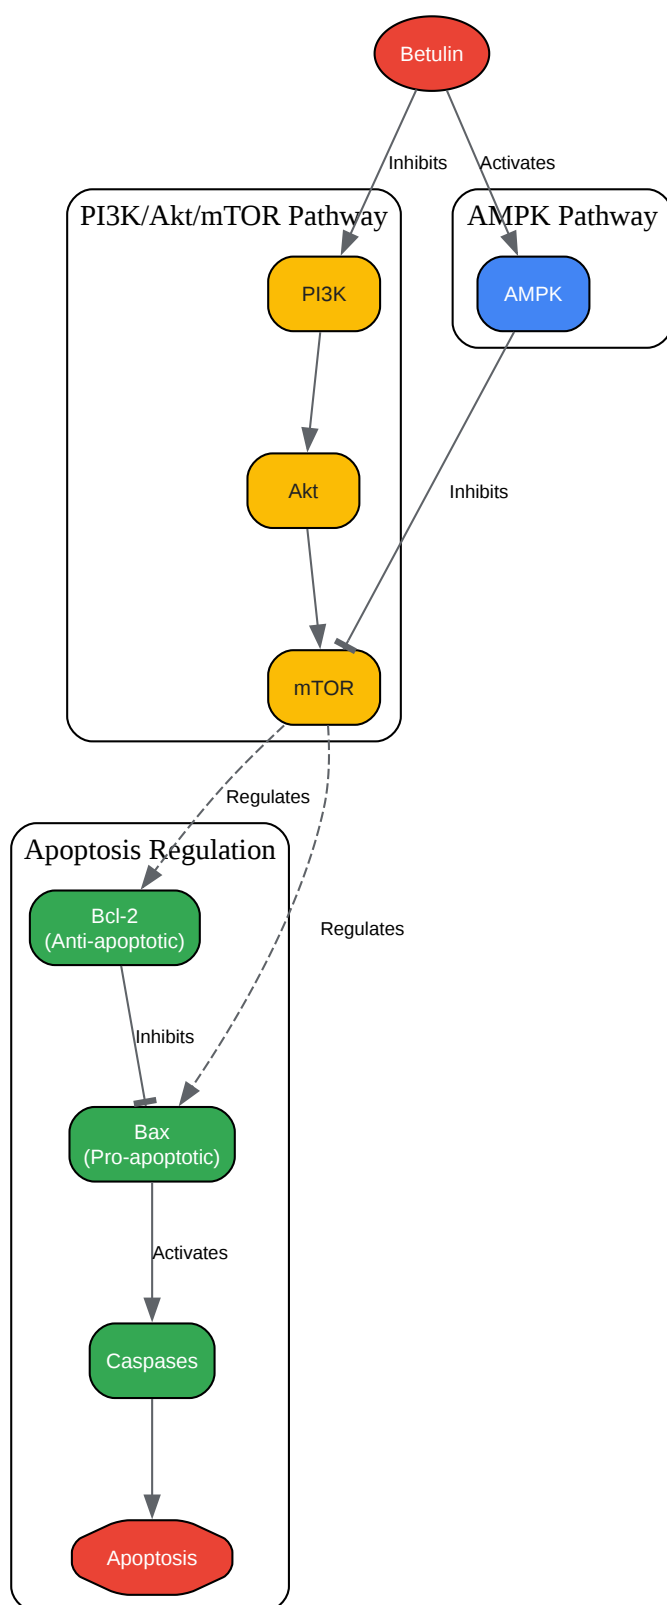 Betulin
Inhibits
Activates
PI3K/Akt/mTOR Pathway
AMPK Pathway
PI3K
AMPK
Akt
Inhibits
mTOR
Regulates
Apoptosis Regulation
Bcl-2
(Anti-apoptotic)
Regulates
Inhibits
Bax
(Pro-apoptotic)
Activates
Caspases
Apoptosis